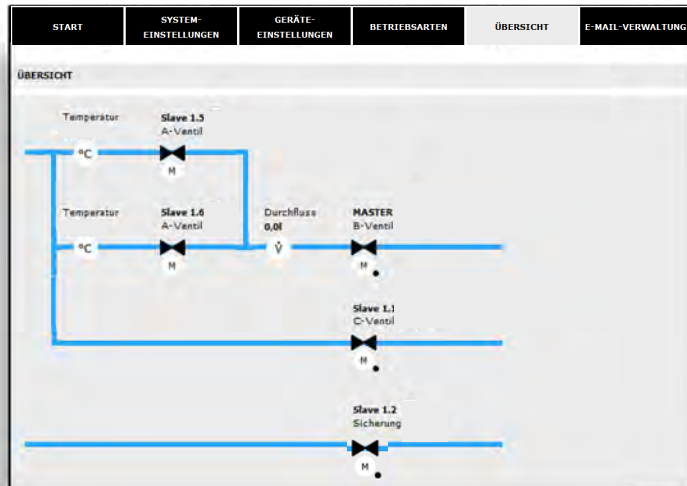 START
SYSTEM-
EINSTELLUNGEN
GERÄTE-
EINSTELLUNGEN
BETRIEBSARTEN
ÜBERSICHT
E-MAIL-VERWALTUNG
ÜBERSICHT
Temperatur
Slave 1.5
A-Ventil
°C
M
Temperatur
Slave 1.6
A-Ventil
Durchfluss
0,0l
MASTER
B-Ventil
°C
M
V̇
M
Slave 1.1
C-Ventil
M
Slave 1.2
Sicherung
M